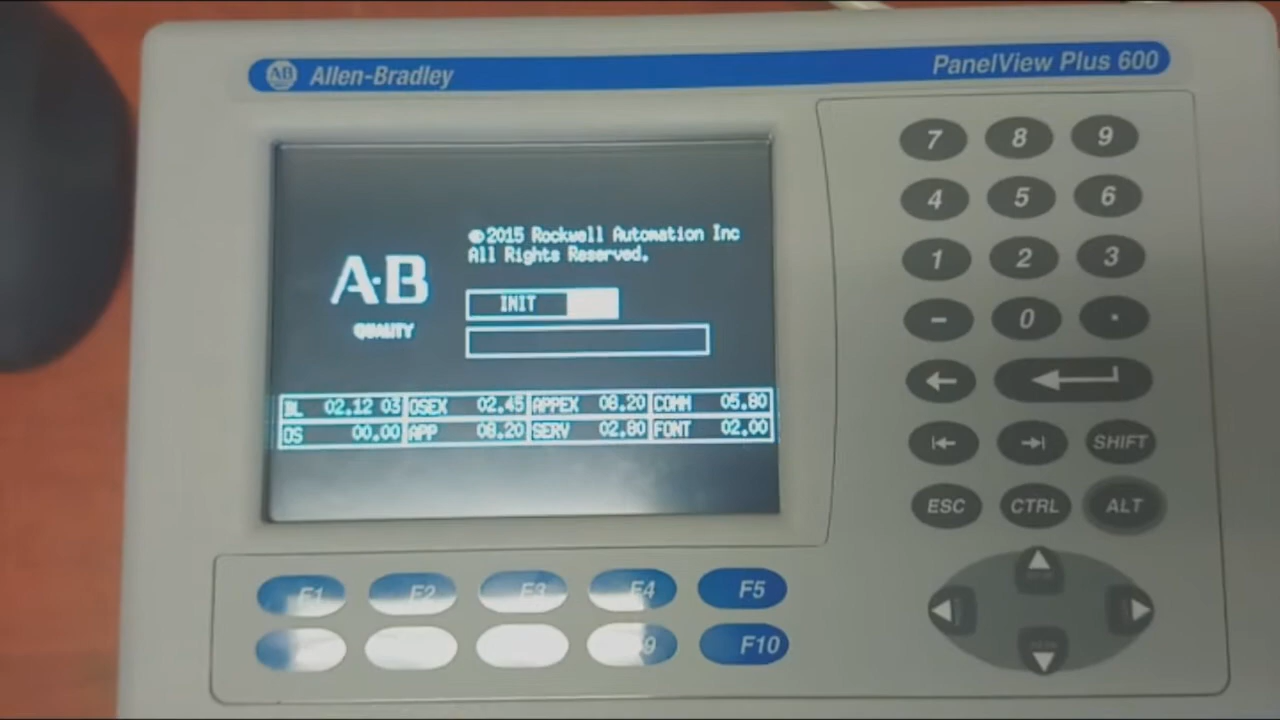 AB Allen-Bradley
PanelView Plus 600
©2015 Rockwell Automation Inc
All Rights Reserved.
A·B
QUALITY
INIT
BL 02.12 03 OSEX 02.45 APPEX 08.20 COMM 05.80
OS 00.00 APP 08.20 SERV 02.80 FONT 02.00
7 8 9
4 5 6
1 2 3
- 0 .
SHIFT
ESC CTRL ALT
F1 F2 F3 F4 F5
9 F10